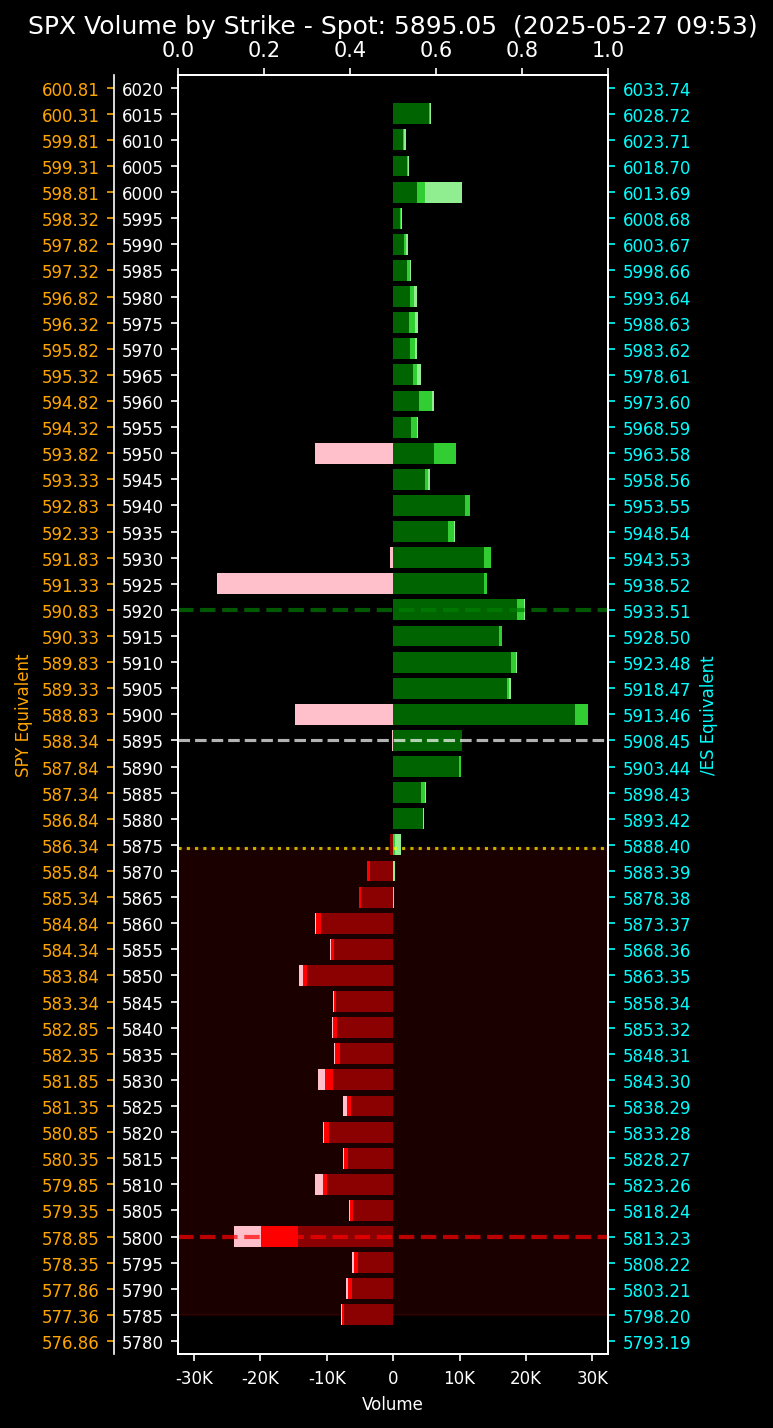 SPX Volume by Strike - Spot: 5895.05 (2025-05-27 09:53)
0.0 0.2 0.4 0.6 0.8 1.0
600.81 6020 6033.74
600.31 6015 6028.72
599.81 6010 6023.71
599.31 6005 6018.70
598.81 6000 6013.69
598.32 5995 6008.68
597.82 5990 6003.67
597.32 5985 5998.66
596.82 5980 5993.64
596.32 5975 5988.63
595.82 5970 5983.62
595.32 5965 5978.61
594.82 5960 5973.60
594.32 5955 5968.59
593.82 5950 5963.58
593.33 5945 5958.56
592.83 5940 5953.55
592.33 5935 5948.54
591.83 5930 5943.53
591.33 5925 5938.52
590.83 5920 5933.51
590.33 5915 5928.50
589.83 5910 5923.48
589.33 5905 5918.47
588.83 5900 5913.46
588.34 5895 5908.45
587.84 5890 5903.44
587.34 5885 5898.43
586.84 5880 5893.42
586.34 5875 5888.40
585.84 5870 5883.39
585.34 5865 5878.38
584.84 5860 5873.37
584.34 5855 5868.36
583.84 5850 5863.35
583.34 5845 5858.34
582.85 5840 5853.32
582.35 5835 5848.31
581.85 5830 5843.30
581.35 5825 5838.29
580.85 5820 5833.28
580.35 5815 5828.27
579.85 5810 5823.26
579.35 5805 5818.24
578.85 5800 5813.23
578.35 5795 5808.22
577.86 5790 5803.21
577.36 5785 5798.20
576.86 5780 5793.19
SPY Equivalent
/ES Equivalent
-30K -20K -10K 0 10K 20K 30K
Volume